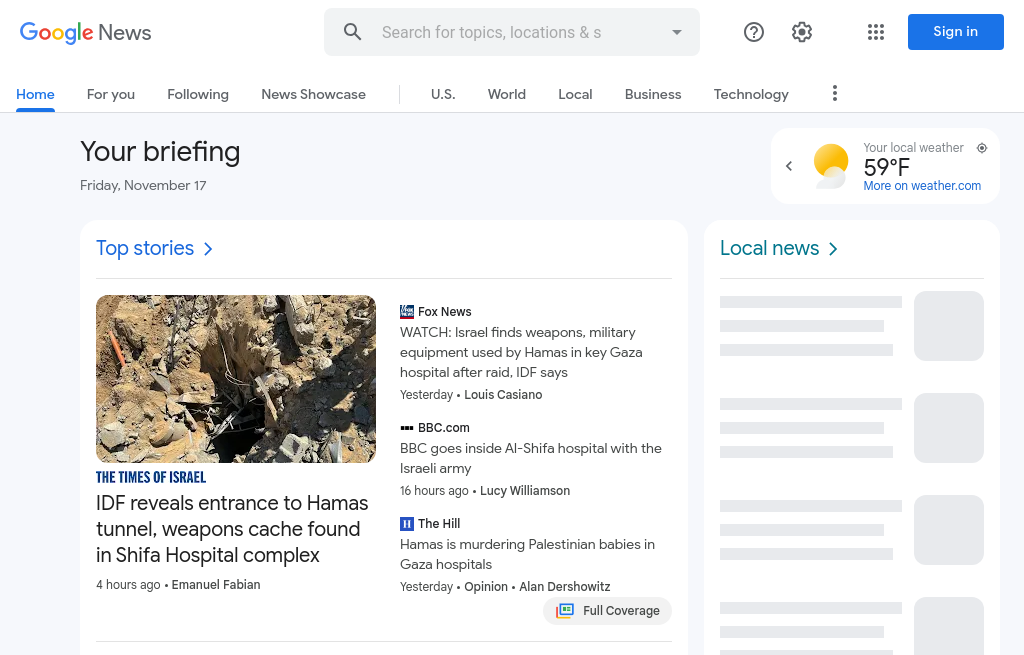 Google News
Search for topics, locations & s
Sign in
Home
For you
Following
News Showcase
U.S.
World
Local
Business
Technology
Your briefing
Friday, November 17
Your local weather
59°F
More on weather.com
Top stories
THE TIMES OF ISRAEL
IDF reveals entrance to Hamas
tunnel, weapons cache found
in Shifa Hospital complex
4 hours ago • Emanuel Fabian
Fox News
WATCH: Israel finds weapons, military
equipment used by Hamas in key Gaza
hospital after raid, IDF says
Yesterday • Louis Casiano
BBC.com
BBC goes inside Al-Shifa hospital with the
Israeli army
16 hours ago • Lucy Williamson
H The Hill
Hamas is murdering Palestinian babies in
Gaza hospitals
Yesterday • Opinion • Alan Dershowitz
Full Coverage
Local news